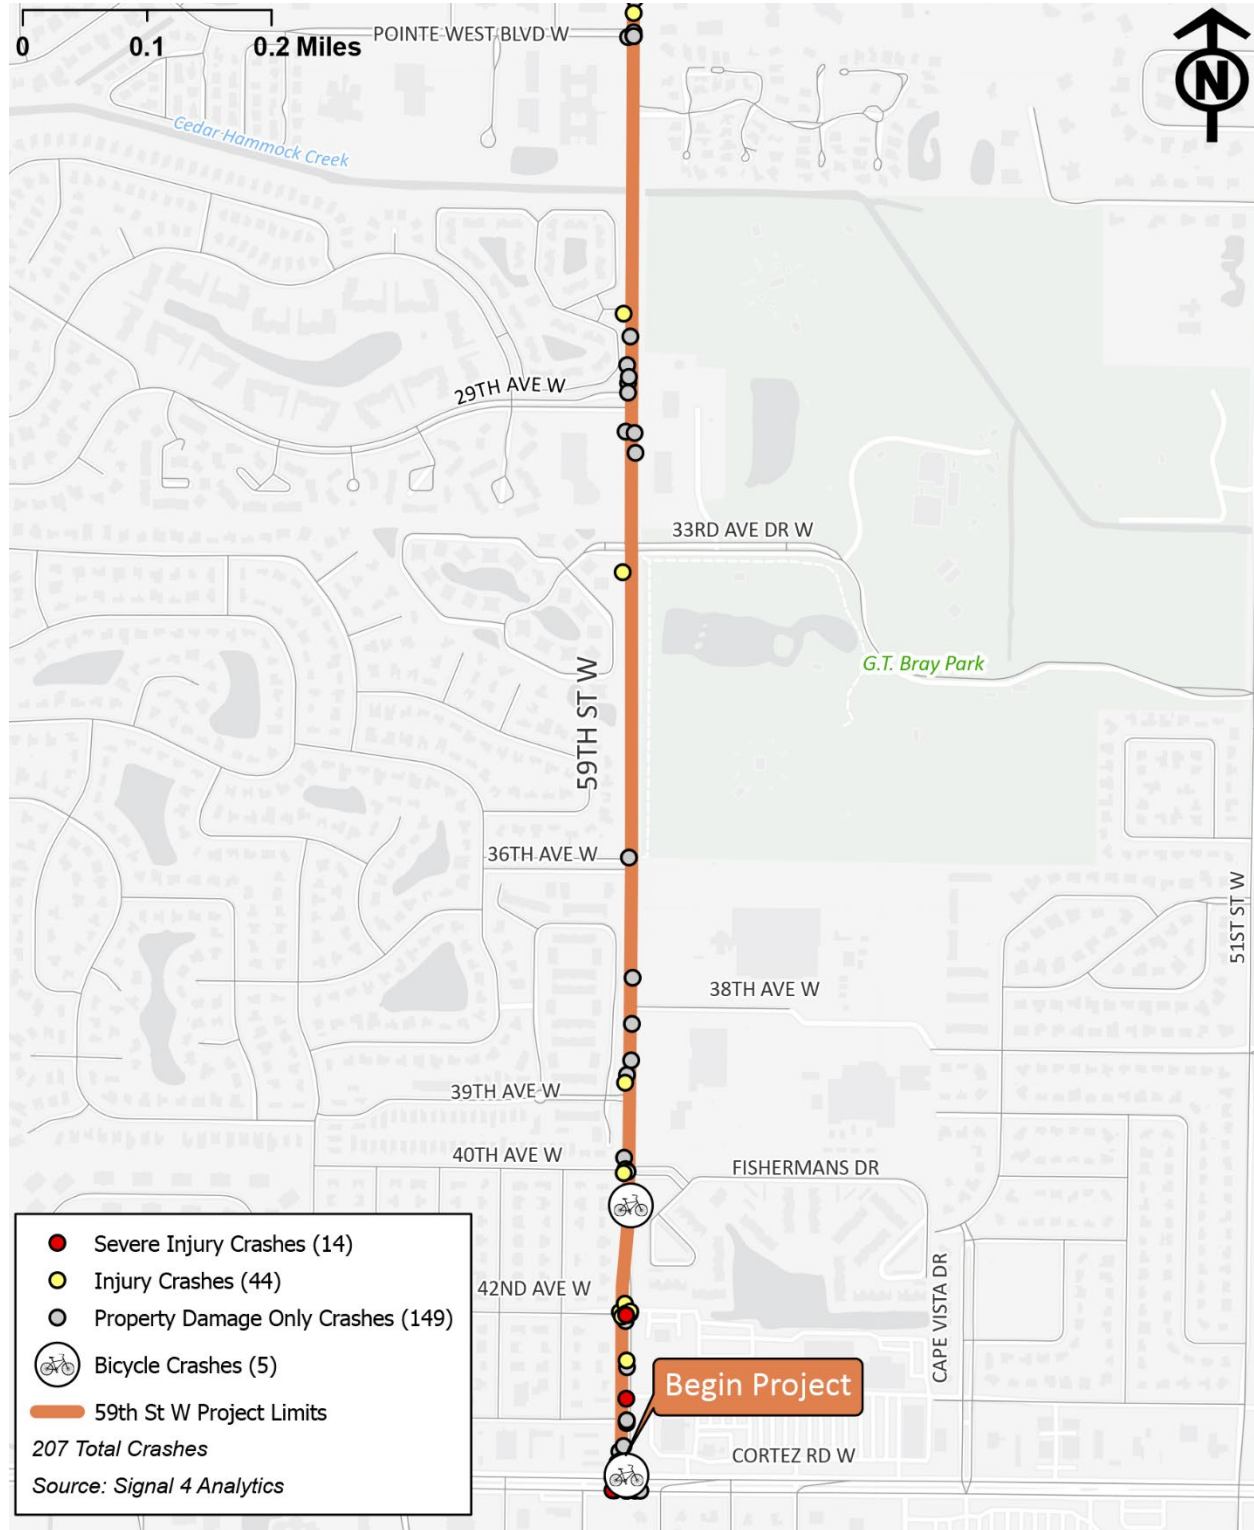 0 0.1 0.2 Miles
POINTE WEST BLVD W
N
Cedar Hammock Creek
29TH AVE W
33RD AVE DR W
G.T. Bray Park
59TH ST W
36TH AVE W
51ST ST W
38TH AVE W
39TH AVE W
40TH AVE W
FISHERMANS DR
42ND AVE W
CAPE VISTA DR
Begin Project
CORTEZ RD W
Severe Injury Crashes (14)
Injury Crashes (44)
Property Damage Only Crashes (149)
Bicycle Crashes (5)
59th St W Project Limits
207 Total Crashes
Source: Signal 4 Analytics